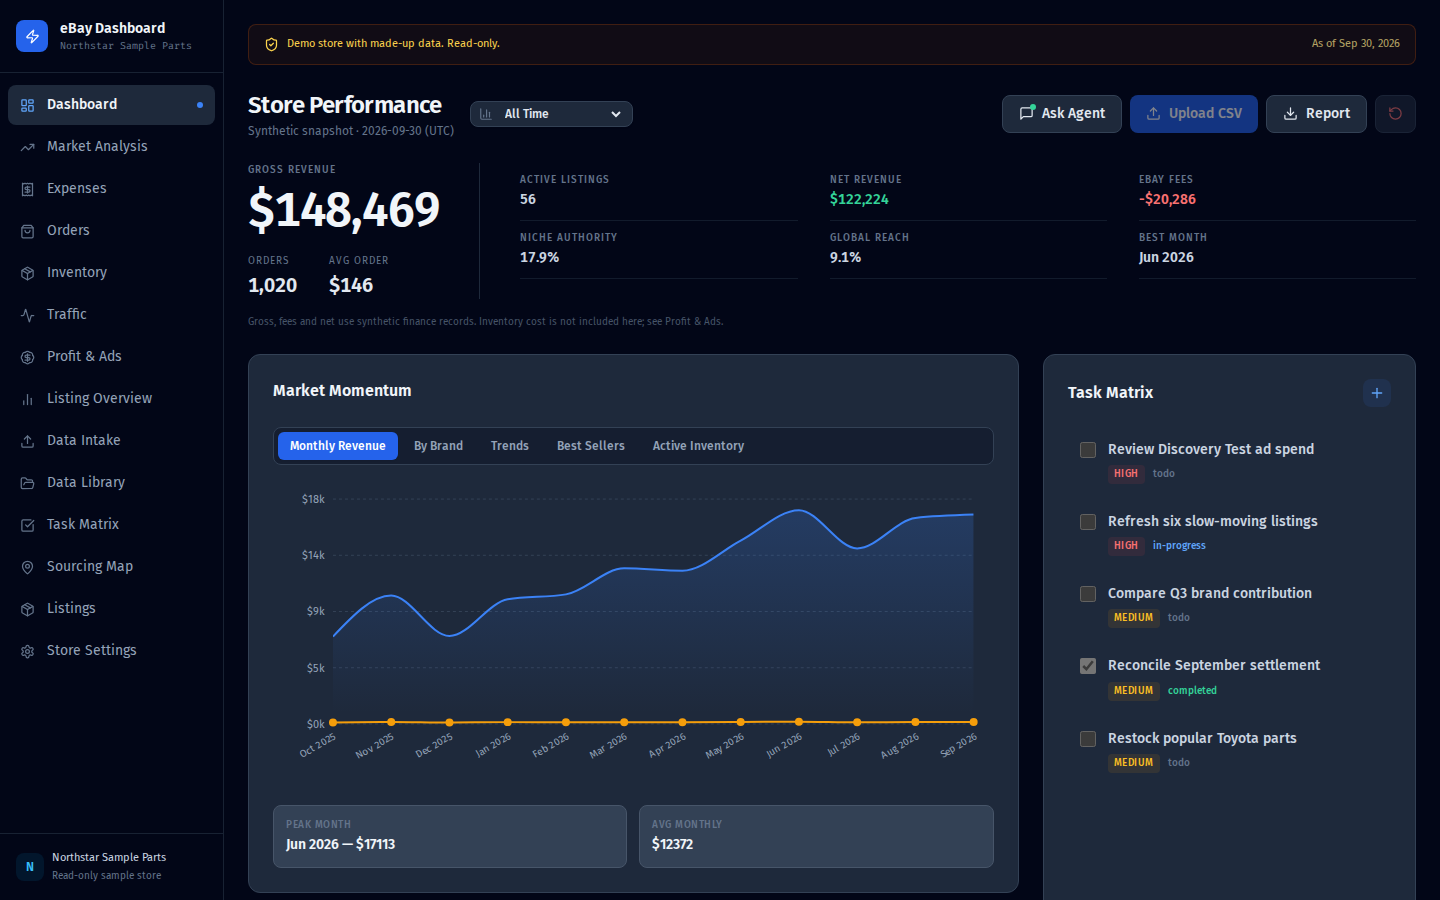 eBay Dashboard
Northstar Sample Parts
Dashboard
Market Analysis
Expenses
Orders
Inventory
Traffic
Profit & Ads
Listing Overview
Data Intake
Data Library
Task Matrix
Sourcing Map
Listings
Store Settings
N
Northstar Sample Parts
Read-only sample store
Demo store with made-up data. Read-only.
As of Sep 30, 2026
Store Performance
Synthetic snapshot · 2026-09-30 (UTC)
All Time
Ask Agent
Upload CSV
Report
GROSS REVENUE
$148,469
ORDERS
1,020
AVG ORDER
$146
ACTIVE LISTINGS
56
NET REVENUE
$122,224
EBAY FEES
-$20,286
NICHE AUTHORITY
17.9%
GLOBAL REACH
9.1%
BEST MONTH
Jun 2026
Gross, fees and net use synthetic finance records. Inventory cost is not included here; see Profit & Ads.
Market Momentum
Monthly Revenue
By Brand
Trends
Best Sellers
Active Inventory
$18k
$14k
$9k
$5k
$0k
Oct 2025
Nov 2025
Dec 2025
Jan 2026
Feb 2026
Mar 2026
Apr 2026
May 2026
Jun 2026
Jul 2026
Aug 2026
Sep 2026
PEAK MONTH
Jun 2026 — $17113
AVG MONTHLY
$12372
Task Matrix
Review Discovery Test ad spend
HIGH todo
Refresh six slow-moving listings
HIGH in-progress
Compare Q3 brand contribution
MEDIUM todo
Reconcile September settlement
MEDIUM completed
Restock popular Toyota parts
MEDIUM todo